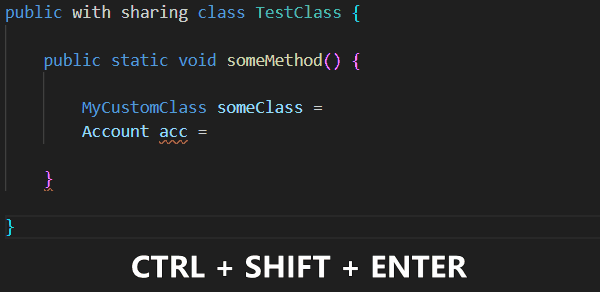 public with sharing class TestClass {
public static void someMethod() {
MyCustomClass someClass =
Account acc =
}
}
CTRL + SHIFT + ENTER